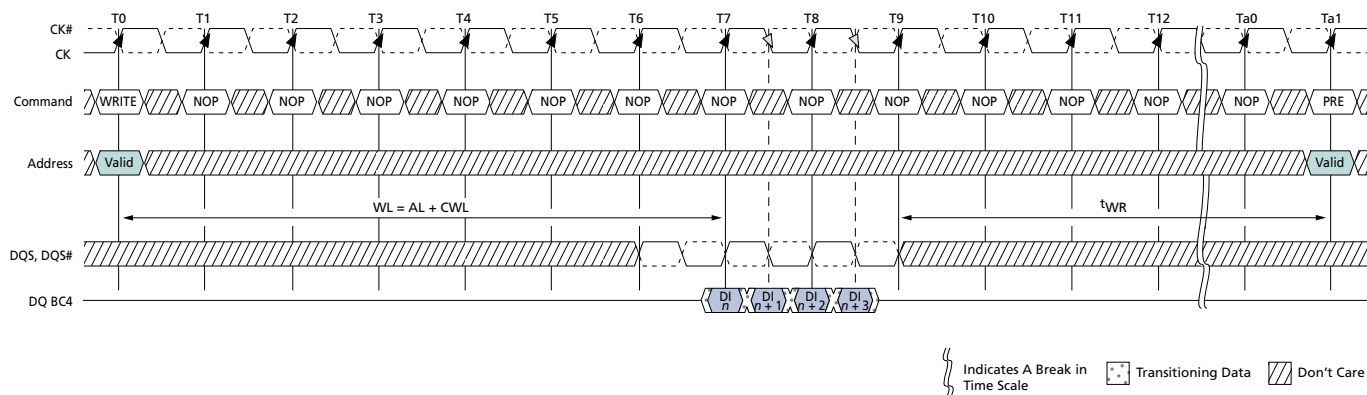 T0 T1 T2 T3 T4 T5 T6 T7 T8 T9 T10 T11 T12 Ta0 Ta1
CK#
CK
Command WRITE NOP NOP NOP NOP NOP NOP NOP NOP NOP NOP NOP NOP NOP PRE
Address Valid Valid
WL = AL + CWL tWR
DQS, DQS#
DQ BC4 DI n DI n + 1 DI n + 2 DI n + 3
Indicates A Break in
Time Scale
Transitioning Data
Don't Care